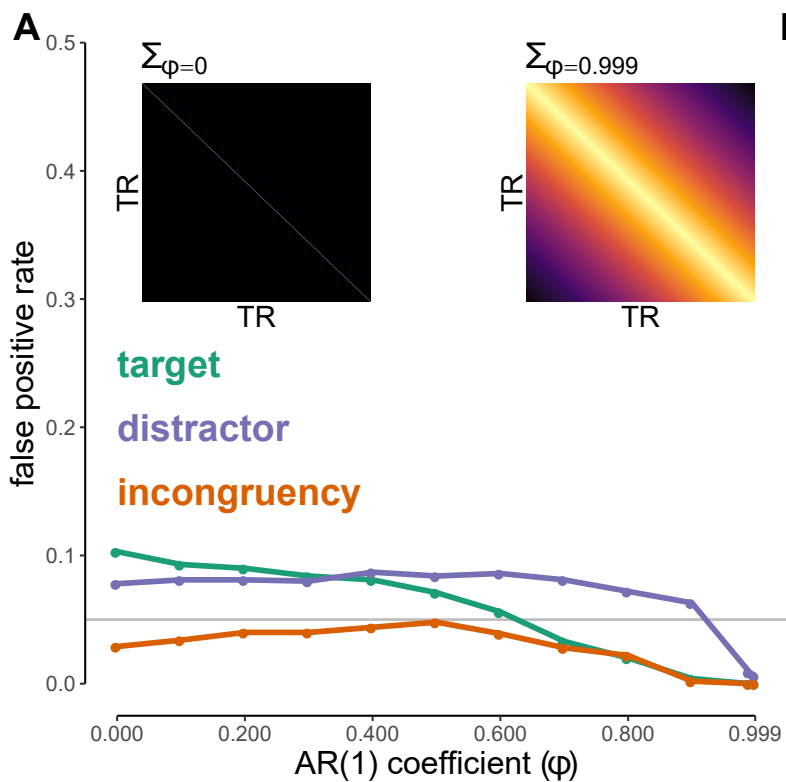 A
0.5
Σφ=0
Σφ=0.999
0.4
TR
TR
0.3
TR
TR
target
false positive rate
0.2
distractor
incongruency
0.1
0.0
0.000 0.200 0.400 0.600 0.800 0.999
AR(1) coefficient (φ)